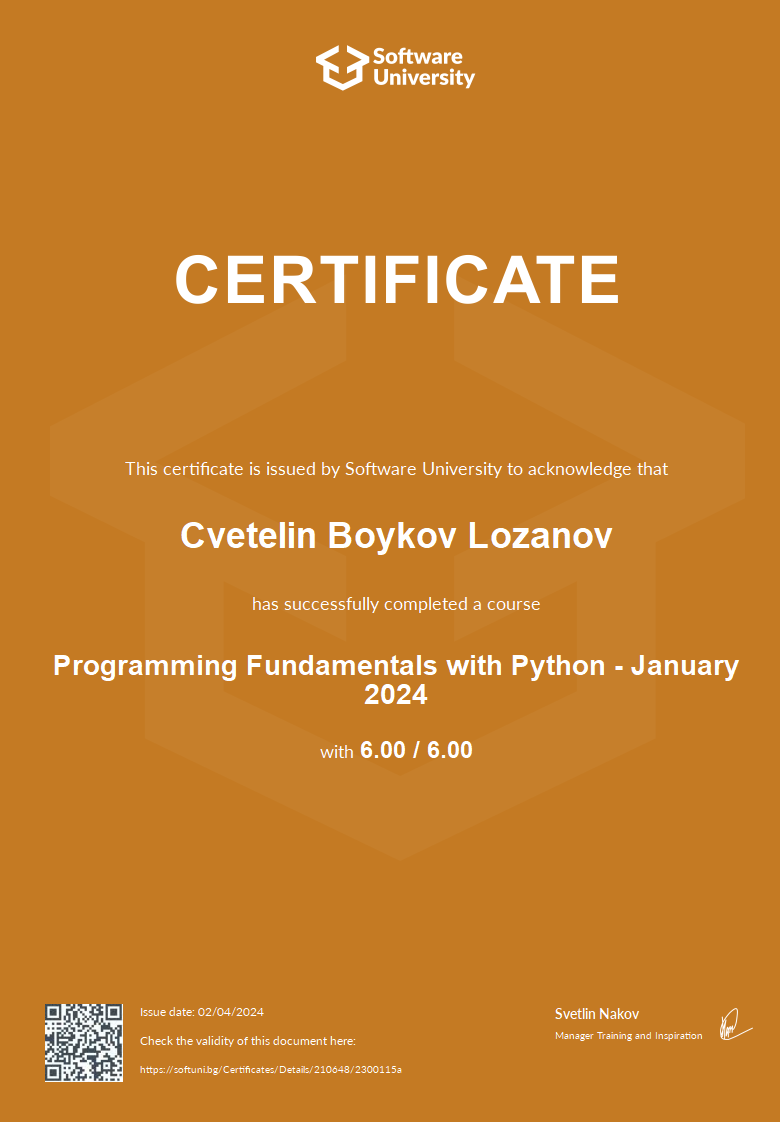 Software
University
CERTIFICATE
This certificate is issued by Software University to acknowledge that
Cvetelin Boykov Lozanov
has successfully completed a course
Programming Fundamentals with Python - January
2024
with 6.00 / 6.00
Issue date: 02/04/2024
Check the validity of this document here:
https://softuni.bg/Certificates/Details/210648/2300115a
Svetlin Nakov
Manager Training and Inspiration